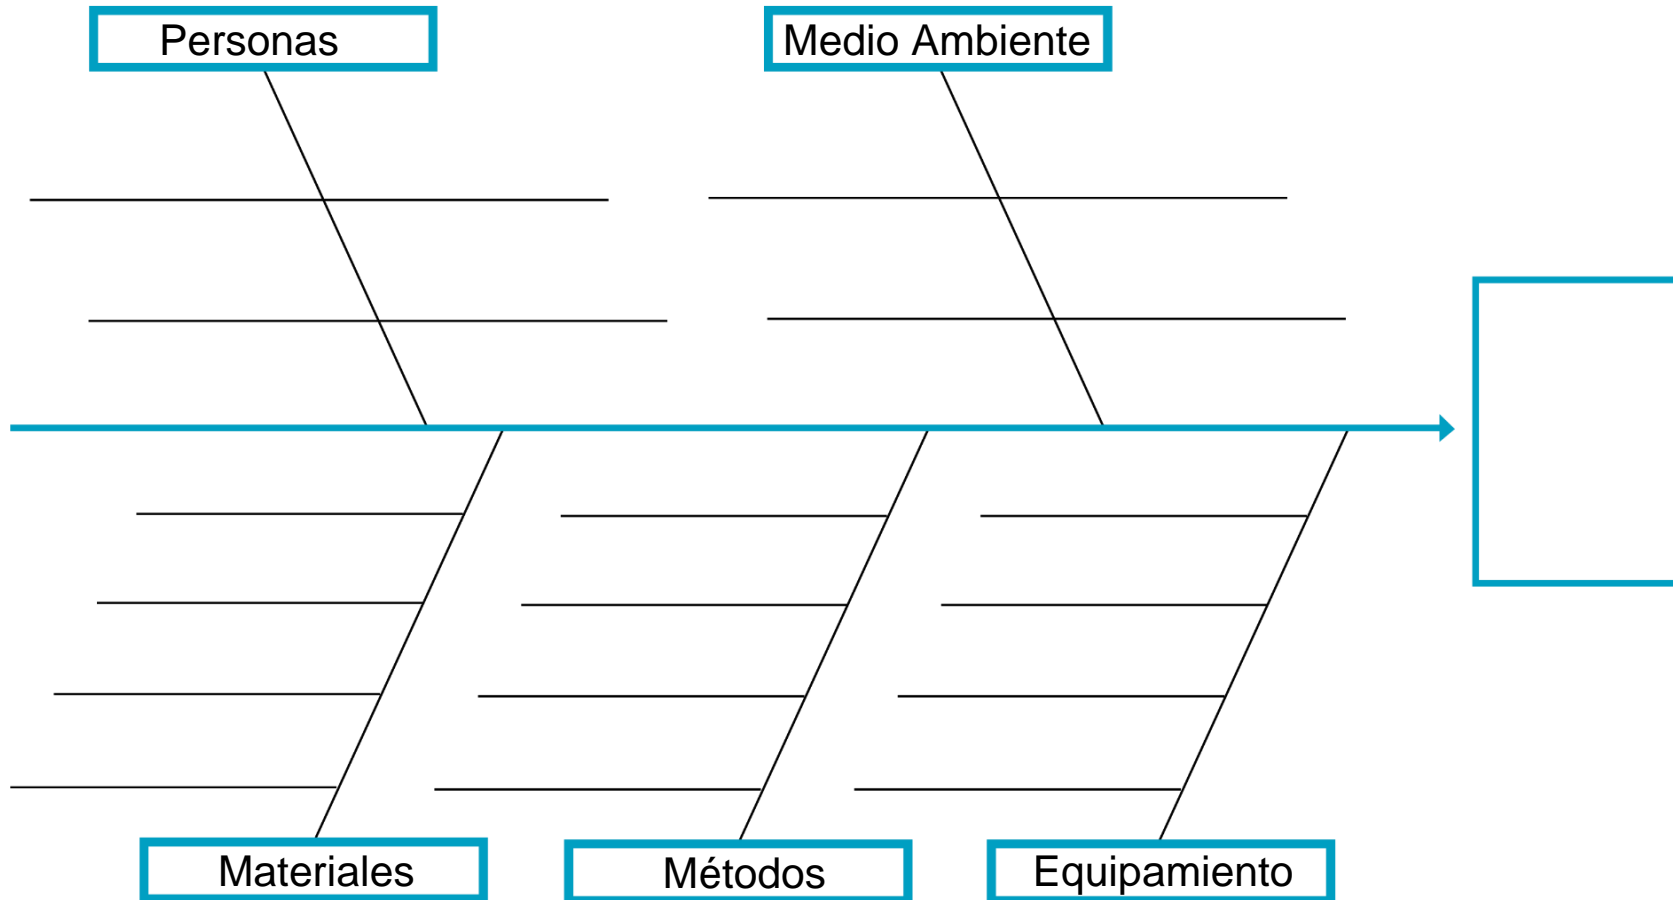 Personas
Medio Ambiente
Materiales
Métodos
Equipamiento